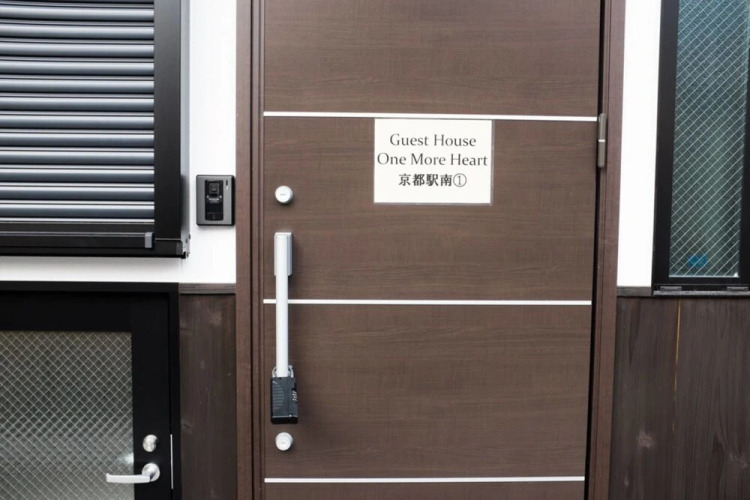 Guest House
One More Heart
京都駅南①